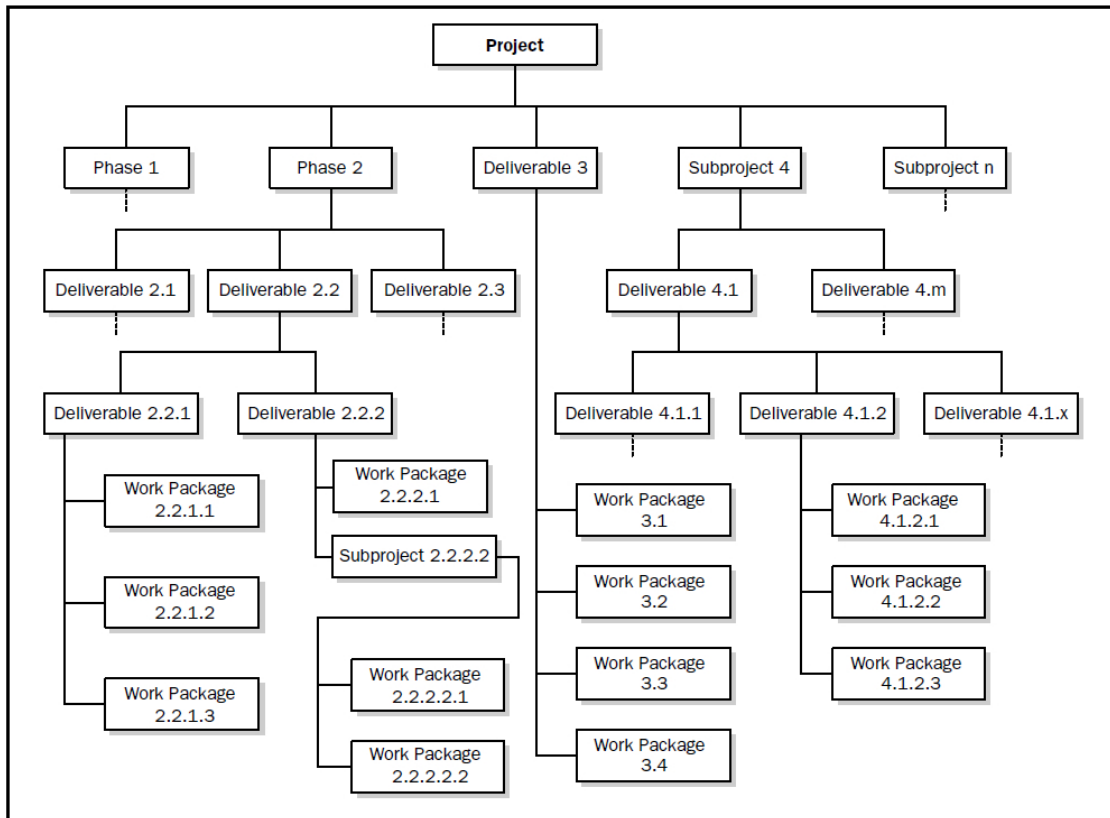 Project
Phase 1
Phase 2
Deliverable 3
Subproject 4
Subproject n
Deliverable 2.1
Deliverable 2.2
Deliverable 2.3
Deliverable 4.1
Deliverable 4.m
Deliverable 2.2.1
Deliverable 2.2.2
Deliverable 4.1.1
Deliverable 4.1.2
Deliverable 4.1.x
Work Package
2.2.1.1
Work Package
2.2.1.2
Work Package
2.2.1.3
Work Package
2.2.2.1
Subproject 2.2.2.2
Work Package
2.2.2.2.1
Work Package
2.2.2.2.2
Work Package
3.1
Work Package
3.2
Work Package
3.3
Work Package
3.4
Work Package
4.1.2.1
Work Package
4.1.2.2
Work Package
4.1.2.3